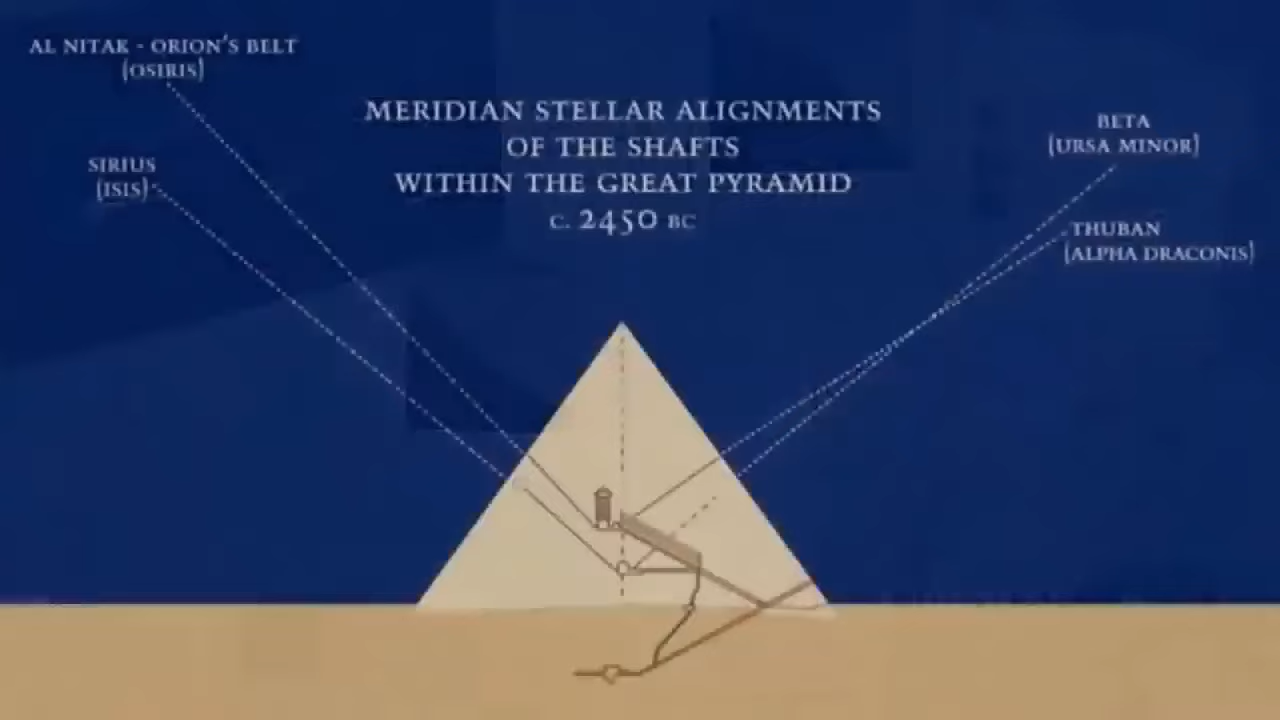 AL NITAK - ORION'S BELT
(OSIRIS)
MERIDIAN STELLAR ALIGNMENTS
OF THE SHAFTS
WITHIN THE GREAT PYRAMID
C. 2450 BC
SIRIUS
(ISIS)
BETA
(URSA MINOR)
THUBAN
(ALPHA DRACONIS)